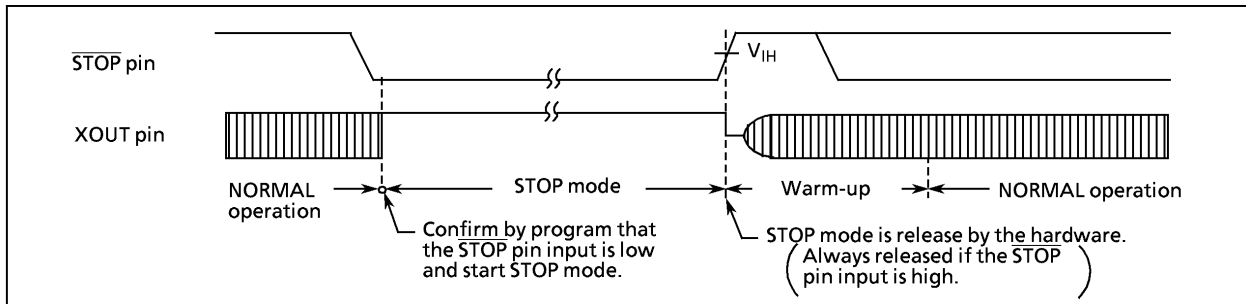 STOP pin
VIH
XOUT pin
NORMAL operation
STOP mode
Warm-up
NORMAL operation
Confirm by program that
the STOP pin input is low
and start STOP mode.
STOP mode is release by the hardware.
(Always released if the STOP
pin input is high.)